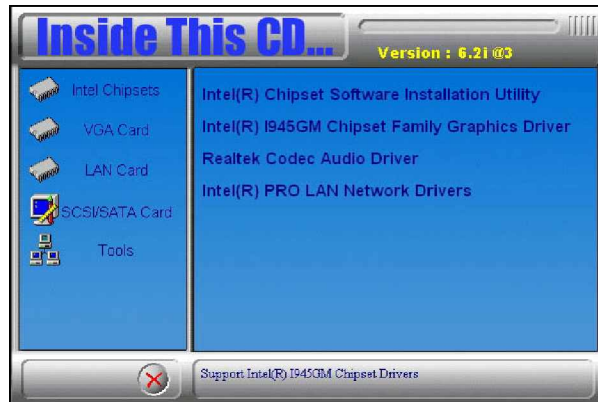 Inside This CD...
Version : 6.2i @3
Intel Chipsets
VGA Card
LAN Card
SCSI/SATA Card
Tools
Intel(R) Chipset Software Installation Utility
Intel(R) I945GM Chipset Family Graphics Driver
Realtek Codec Audio Driver
Intel(R) PRO LAN Network Drivers
Support Intel(R) I945GM Chipset Drivers